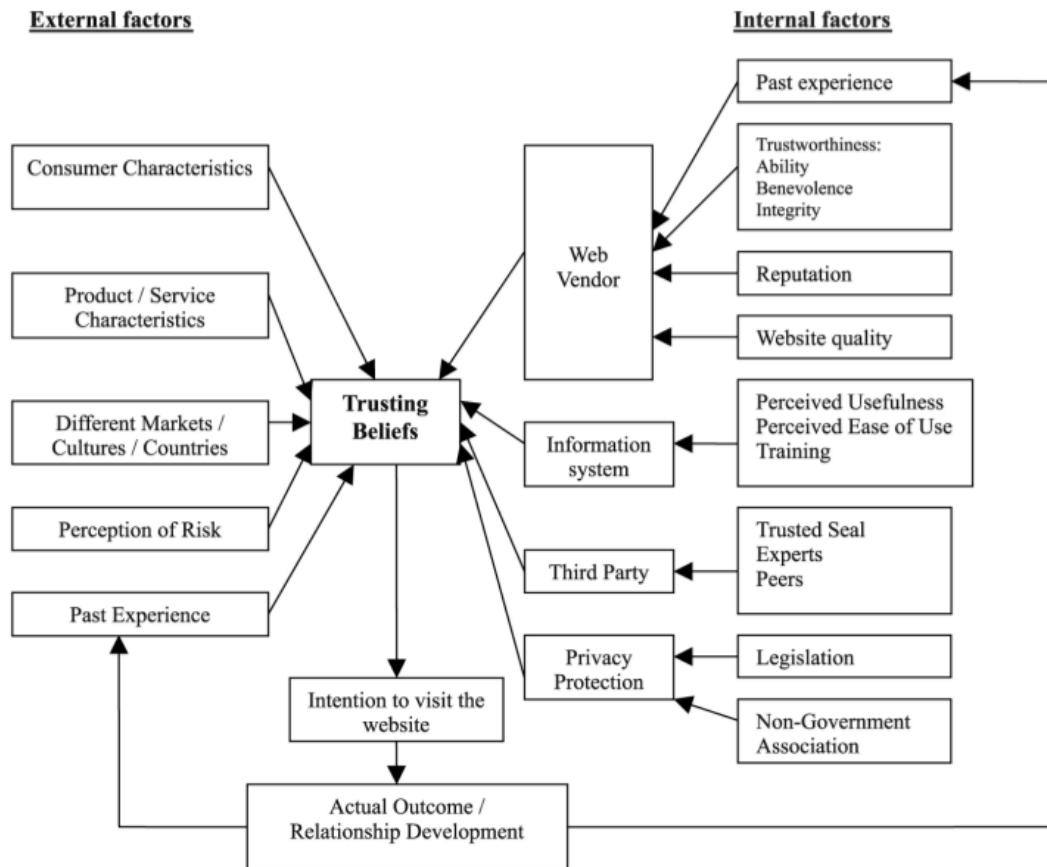 External factors
Internal factors
Consumer Characteristics
Product / Service
Characteristics
Different Markets /
Cultures / Countries
Perception of Risk
Past Experience
Trusting
Beliefs
Intention to visit the
website
Actual Outcome /
Relationship Development
Web
Vendor
Information
system
Third Party
Privacy
Protection
Past experience
Trustworthiness:
Ability
Benevolence
Integrity
Reputation
Website quality
Perceived Usefulness
Perceived Ease of Use
Training
Trusted Seal
Experts
Peers
Legislation
Non-Government
Association